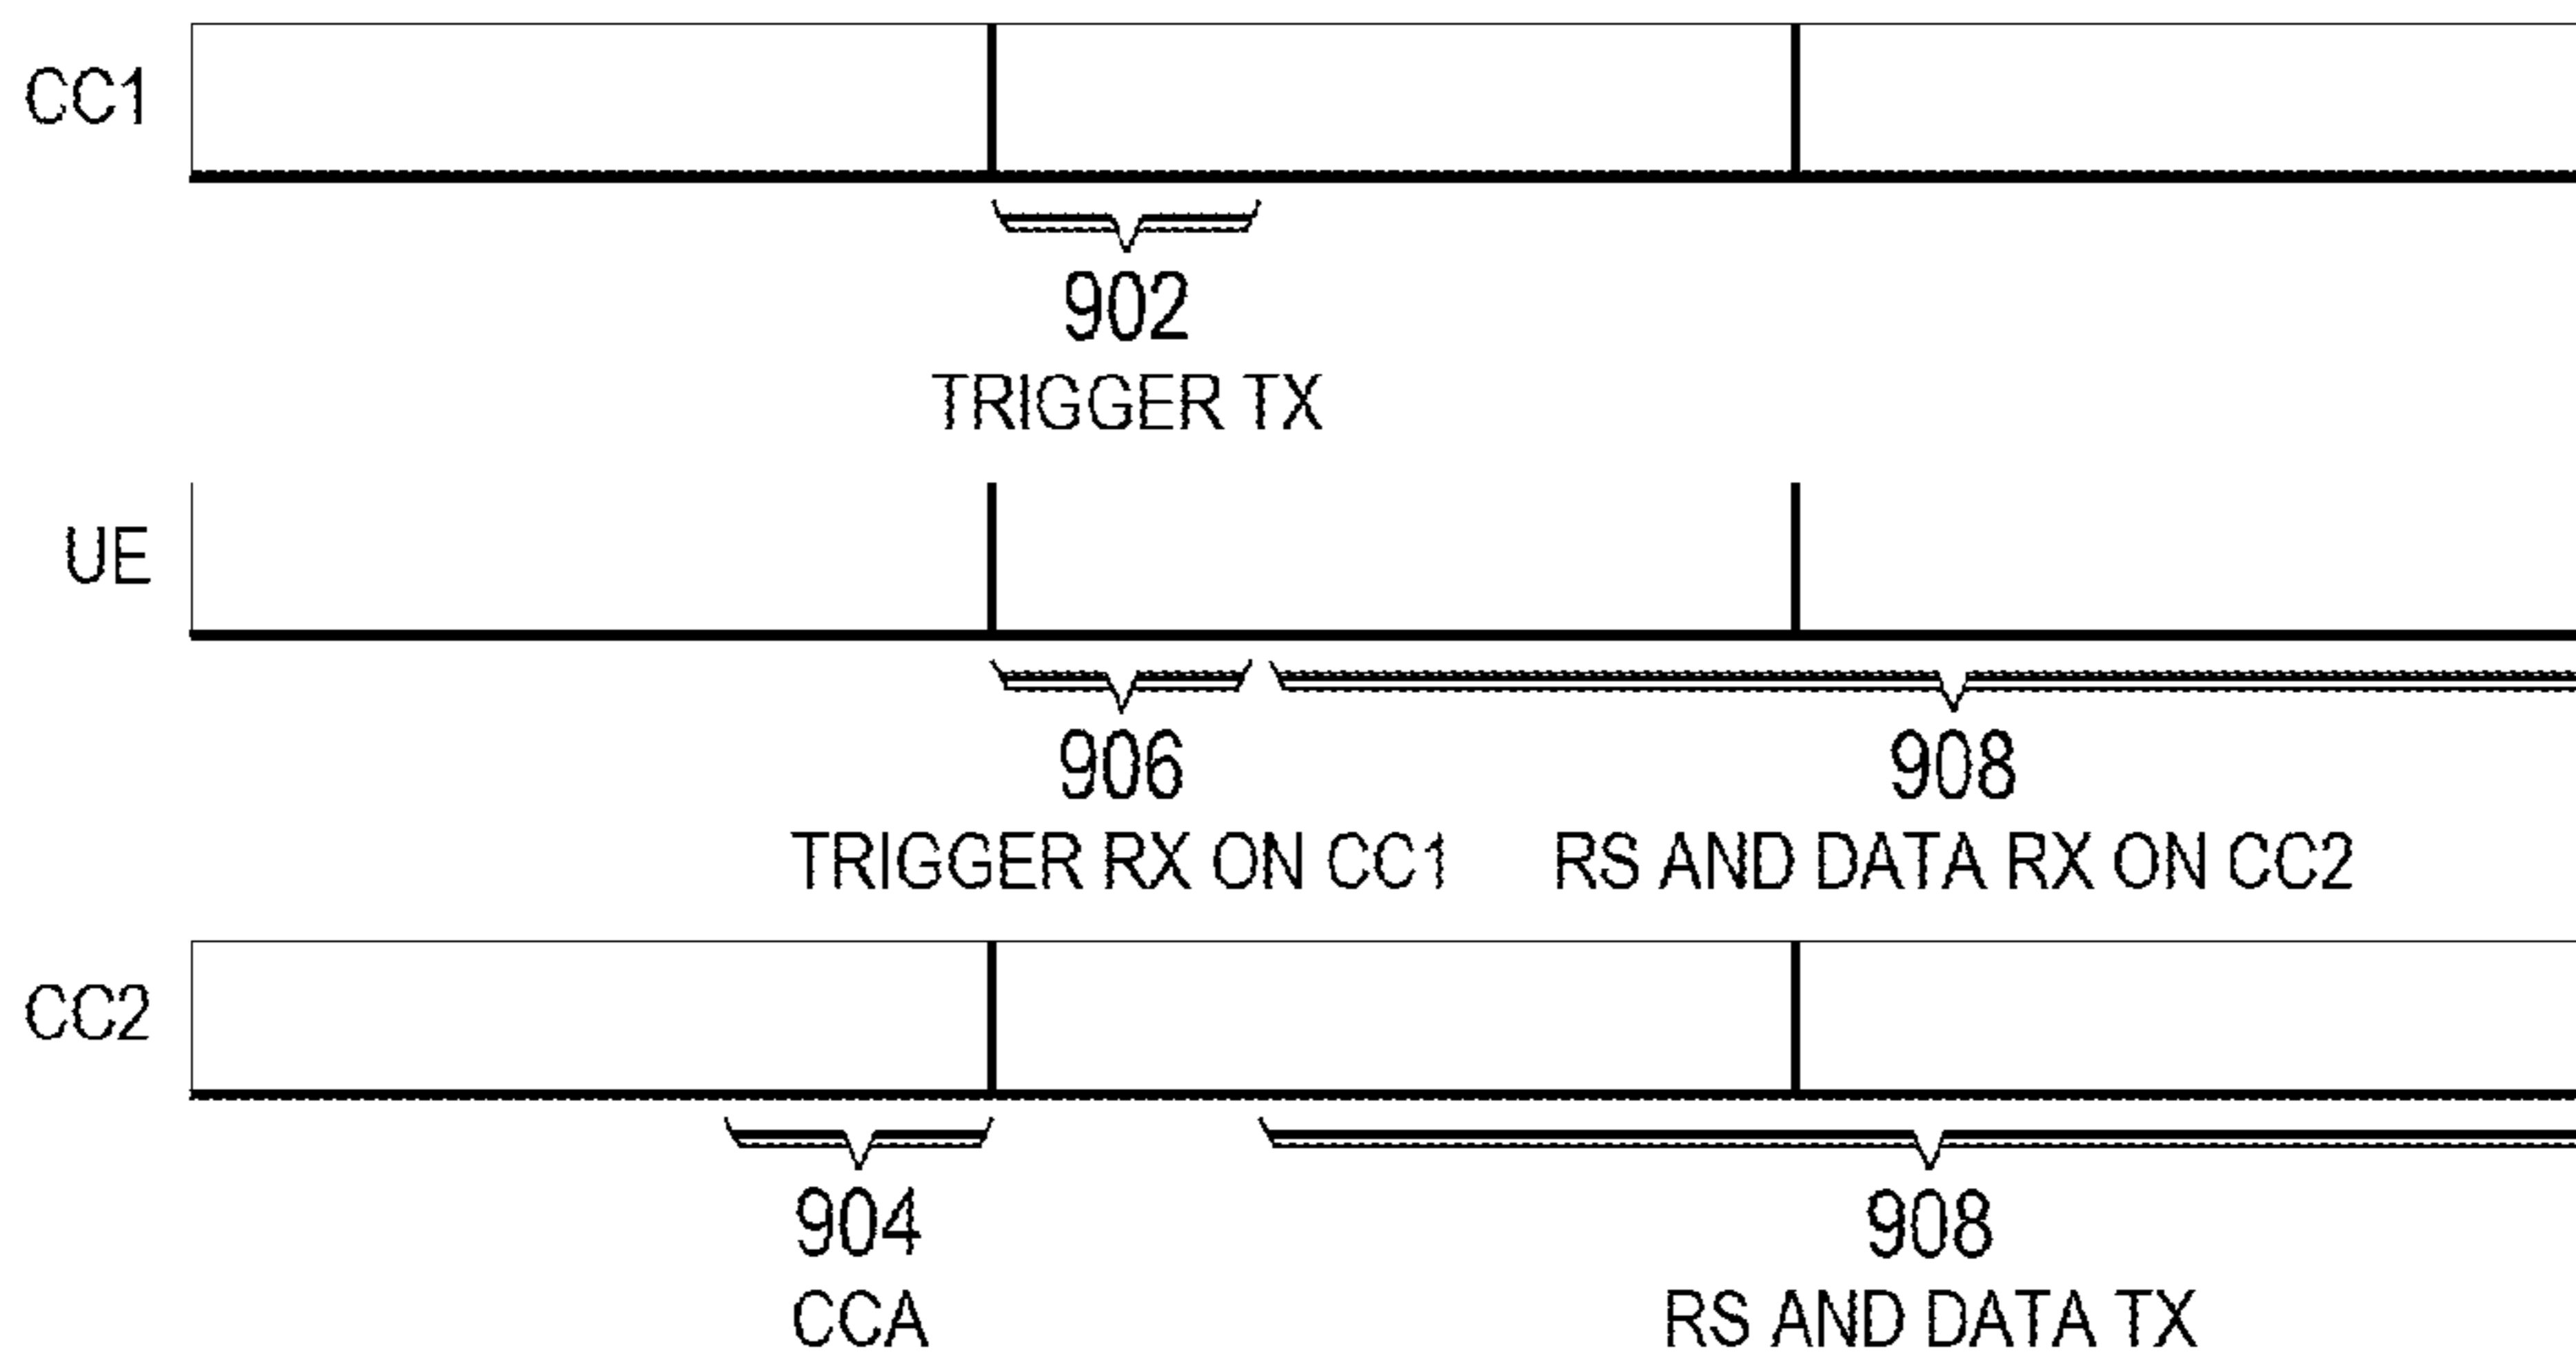 CC1
902
TRIGGER TX
UE
906 908
TRIGGER RX ON CC1 RS AND DATA RX ON CC2
CC2
904 908
CCA RS AND DATA TX